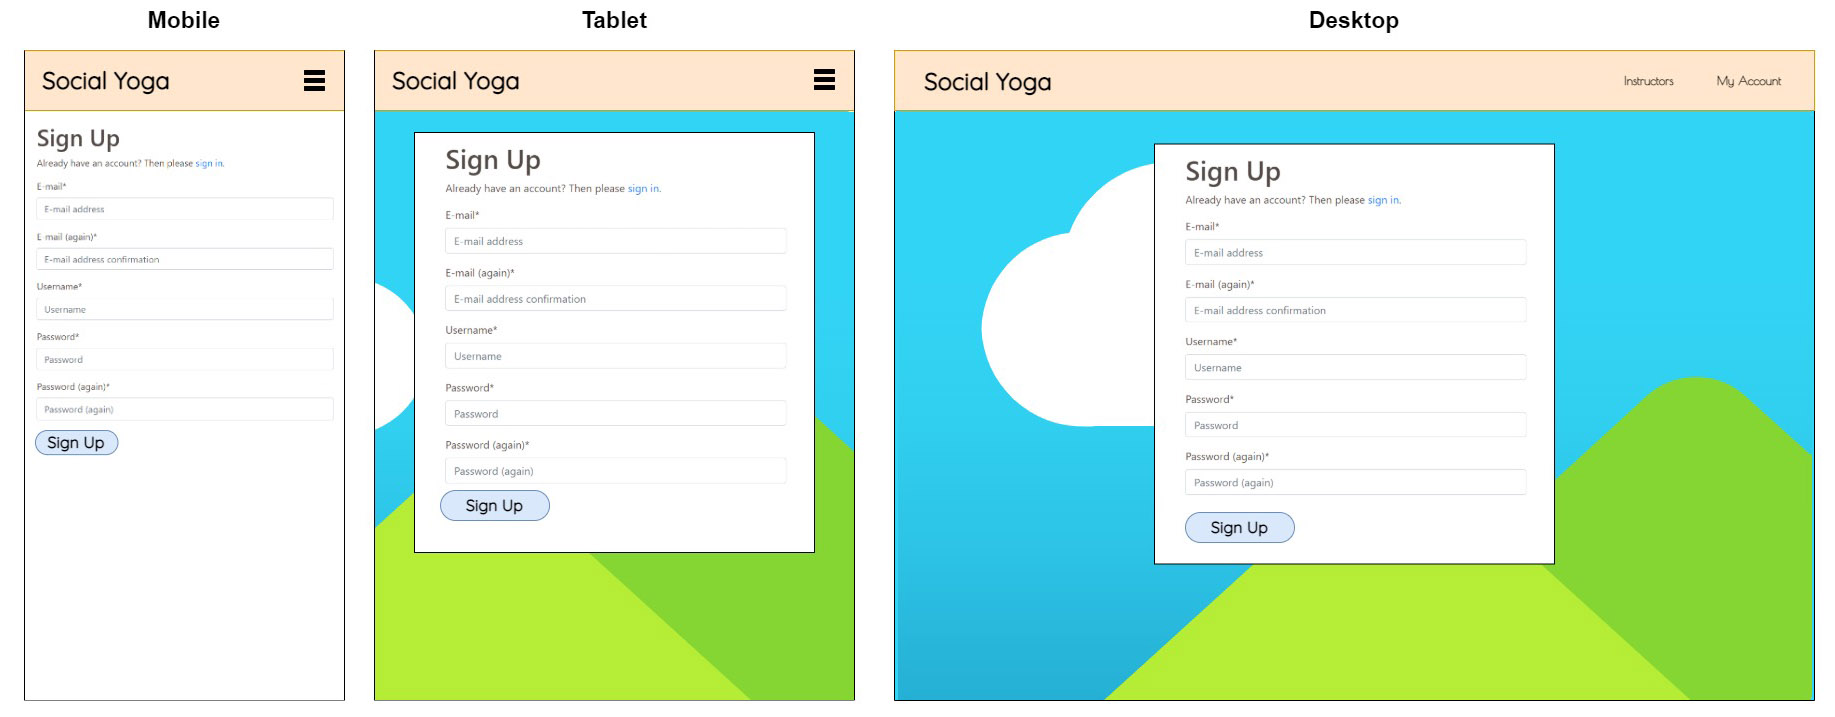 Mobile
Social Yoga
Sign Up
Already have an account? Then please sign in.
E-mail*
E-mail address
E-mail (again)*
E-mail address confirmation
Username*
Username
Password*
Password
Password (again)*
Password (again)
Sign Up
Tablet
Social Yoga
Sign Up
Already have an account? Then please sign in.
E-mail*
E-mail address
E-mail (again)*
E-mail address confirmation
Username*
Username
Password*
Password
Password (again)*
Password (again)
Sign Up
Desktop
Social Yoga
Instructors
My Account
Sign Up
Already have an account? Then please sign in.
E-mail*
E-mail address
E-mail (again)*
E-mail address confirmation
Username*
Username
Password*
Password
Password (again)*
Password (again)
Sign Up